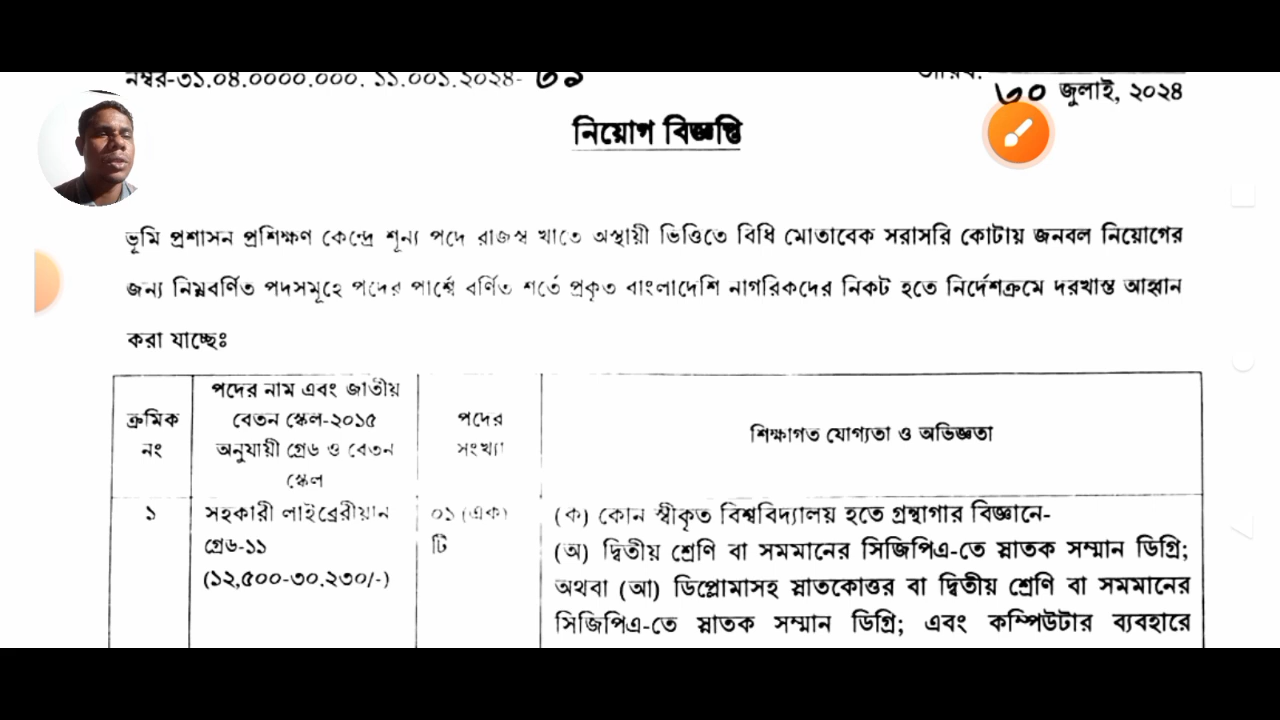 নম্বর-৩১.০৪.০০০০.০০০. ১১.০০১.২০২৪- ৩১
তারিখ:
৩০ জুলাই, ২০২৪
নিয়োগ বিজ্ঞপ্তি
ভূমি প্রশাসন প্রশিক্ষণ কেন্দ্রে শূন্য পদে রাজস্ব খাতে অস্থায়ী ভিত্তিতে বিধি মোতাবেক সরাসরি কোটায় জনবল নিয়োগের
জন্য নিম্নবর্ণিত পদসমূহে পদের পার্শ্বে বর্ণিত শর্তে প্রকৃত বাংলাদেশি নাগরিকদের নিকট হতে নির্দেশক্রমে দরখাস্ত আহ্বান
করা যাচ্ছেঃ
ক্রমিক
নং
পদের নাম এবং জাতীয়
বেতন স্কেল-২০১৫
অনুযায়ী গ্রেড ও বেতন
স্কেল
পদের
সংখ্যা
শিক্ষাগত যোগ্যতা ও অভিজ্ঞতা
১
সহকারী লাইব্রেরীয়ান
গ্রেড-১১
(১২,৫০০-৩০.২৩০/-)
০১ (এক)
টি
(ক) কোন স্বীকৃত বিশ্ববিদ্যালয় হতে গ্রন্থাগার বিজ্ঞানে-
(অ) দ্বিতীয় শ্রেণি বা সমমানের সিজিপিএ-তে স্নাতক সম্মান ডিগ্রি;
অথবা (আ) ডিপ্লোমাসহ স্নাতকোত্তর বা দ্বিতীয় শ্রেণি বা সমমানের
সিজিপিএ-তে স্নাতক সম্মান ডিগ্রি; এবং কম্পিউটার ব্যবহারে